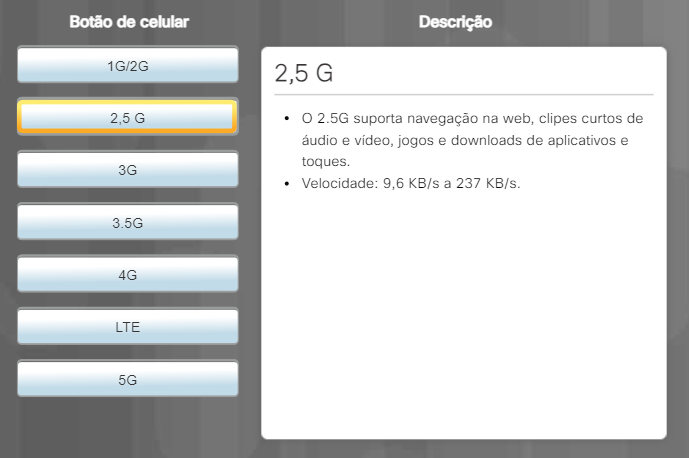 Botão de celular
Descrição
1G/2G
2,5 G
3G
3.5G
4G
LTE
5G
2,5 G
• O 2.5G suporta navegação na web, clipes curtos de
áudio e vídeo, jogos e downloads de aplicativos e
toques.
• Velocidade: 9,6 KB/s a 237 KB/s.